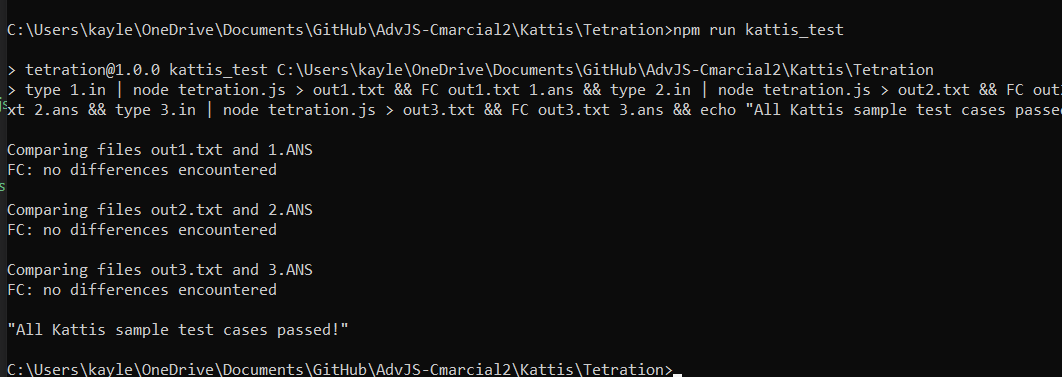 C:\Users\kayle\OneDrive\Documents\GitHub\AdvJS-Cmarcial2\Kattis\Tetration>npm run kattis_test
> tetration@1.0.0 kattis_test C:\Users\kayle\OneDrive\Documents\GitHub\AdvJS-Cmarcial2\Kattis\Tetration
> type 1.in | node tetration.js > out1.txt && FC out1.txt 1.ans && type 2.in | node tetration.js > out2.txt && FC out2
xt 2.ans && type 3.in | node tetration.js > out3.txt && FC out3.txt 3.ans && echo "All Kattis sample test cases passe
Comparing files out1.txt and 1.ANS
FC: no differences encountered
Comparing files out2.txt and 2.ANS
FC: no differences encountered
Comparing files out3.txt and 3.ANS
FC: no differences encountered
"All Kattis sample test cases passed!"
C:\Users\kayle\OneDrive\Documents\GitHub\AdvJS-Cmarcial2\Kattis\Tetration>